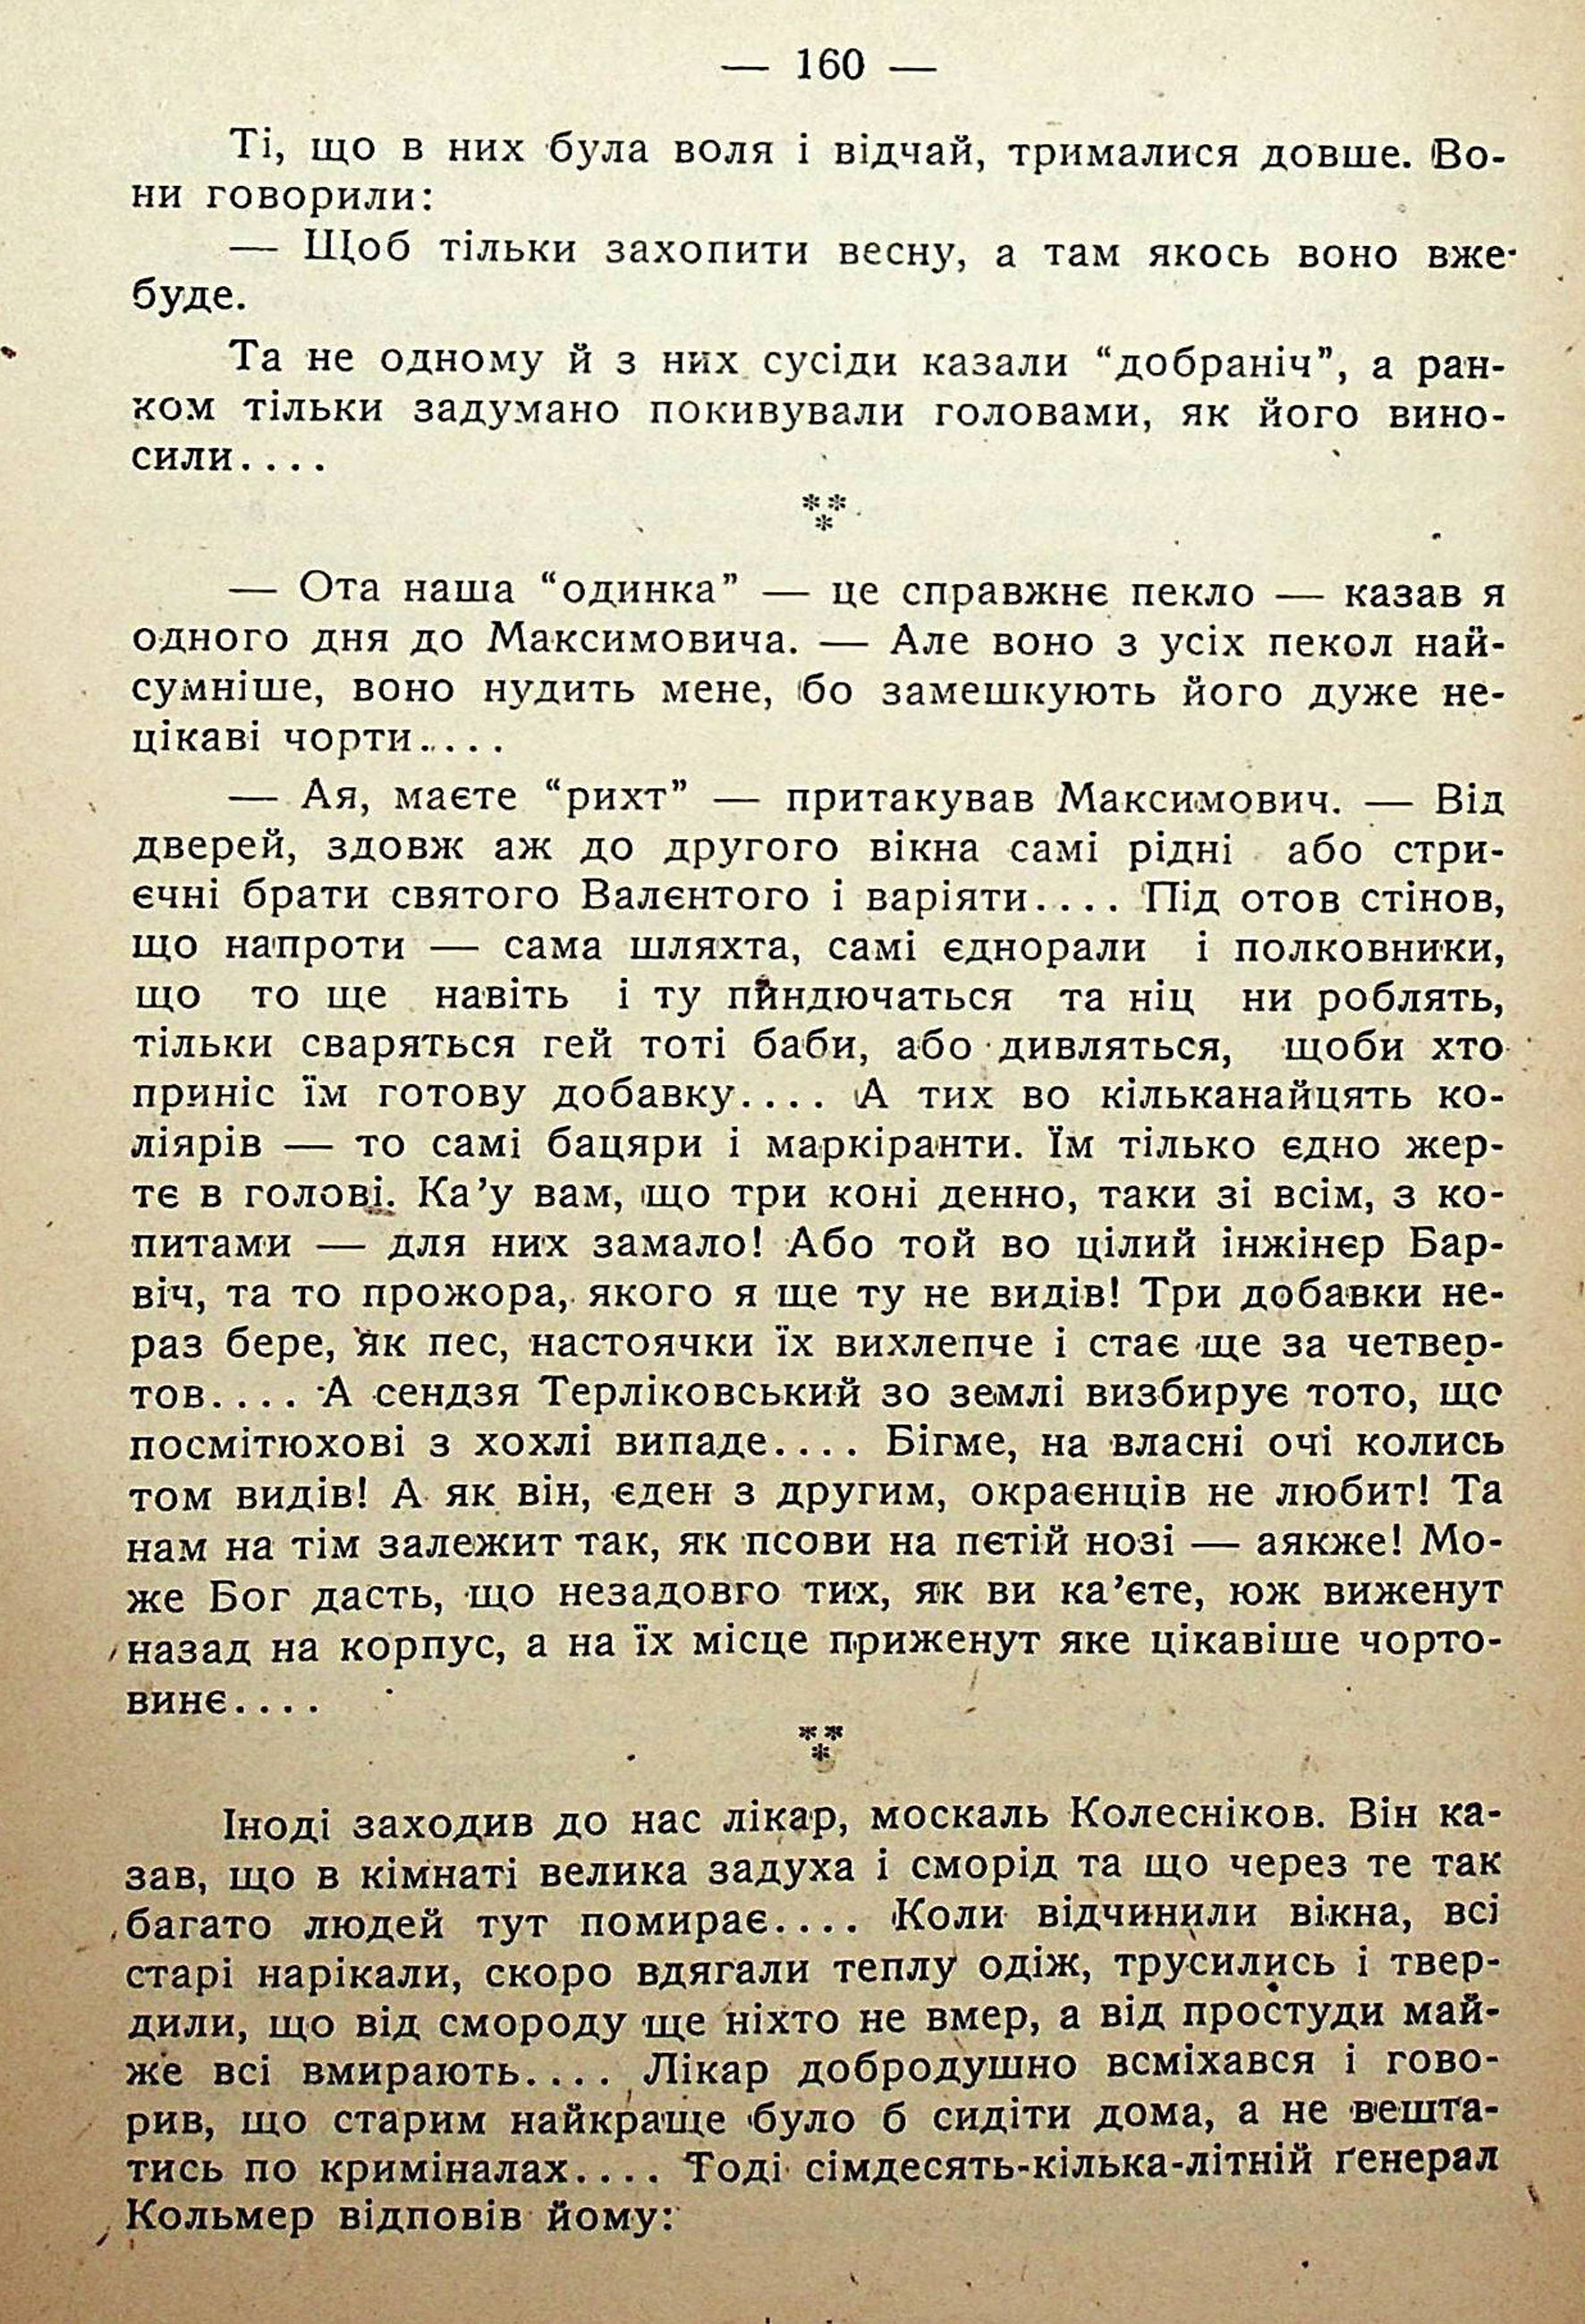 — 160 —
Ті, що в них була воля і відчай, трималися довше. Во-
ни говорили:
— Щоб тільки захопити весну, а там якось воно вже
буде.
Та не одному й з них сусіди казали “добраніч”, а ран-
ком тільки задумано покивували головами, як його вино-
сили....
* *
*
— Ота наша “одинка” — це справжнє пекло — казав я
одного дня до Максимовича. — Але воно з усіх пекол най-
сумніше, воно нудить мене, бо замешкують його дуже не-
цікаві чорти.....
— Ая, маєте “рихт” — притакував Максимович. — Від
дверей, здовж аж до другого вікна самі рідні або стри-
єчні брати святого Валєнтого і варіяти.... Під отов стінов,
що напроти — сама шляхта, самі єднорали і полковники,
що то ще навіть і ту пиндючаться та ніц ни роблять,
тільки сваряться гей тоті баби, або дивляться, щоби хто
приніс їм готову добавку.... А тих во кільканайцять ко-
ліярів — то самі бацяри і маркіранти. Їм тілько єдно жер-
тє в голові. Ка’у вам, що три коні денно, таки зі всім, з ко-
питами — для них замало! Або той во цілий інжінєр Бар-
віч, та то прожора, якого я ще ту не видів! Три добавки не-
раз бере, як пес, настоячки їх вихлепче і стає ще за четвер-
тов.... А сендзя Терліковський зо землі визбирує тото, що
посмітюхові з хохлі випаде.... Бігме, на власні очі колись
том видів! А як він, єден з другим, окраєнців не любит! Та
нам на тім залежит так, як псови на пєтій нозі — аякже! Мо-
же Бог дасть, що незадовго тих, як ви ка’єте, юж виженут
назад на корпус, а на їх місце приженут яке цікавіше чорто-
винє....
* *
*
Іноді заходив до нас лікар, москаль Колесніков. Він ка-
зав, що в кімнаті велика задуха і сморід та що через те так
багато людей тут помирає.... Коли відчинили вікна, всі
старі нарікали, скоро вдягали теплу одіж, трусились і твер-
дили, що від смороду ще ніхто не вмер, а від простуди май-
же всі вмирають.... Лікар добродушно всміхався і гово-
рив, що старим найкраще було б сидіти дома, а не вешта-
тись по криміналах.... Тоді сімдесять-кілька-літній ґенерал
Кольмер відповів йому: